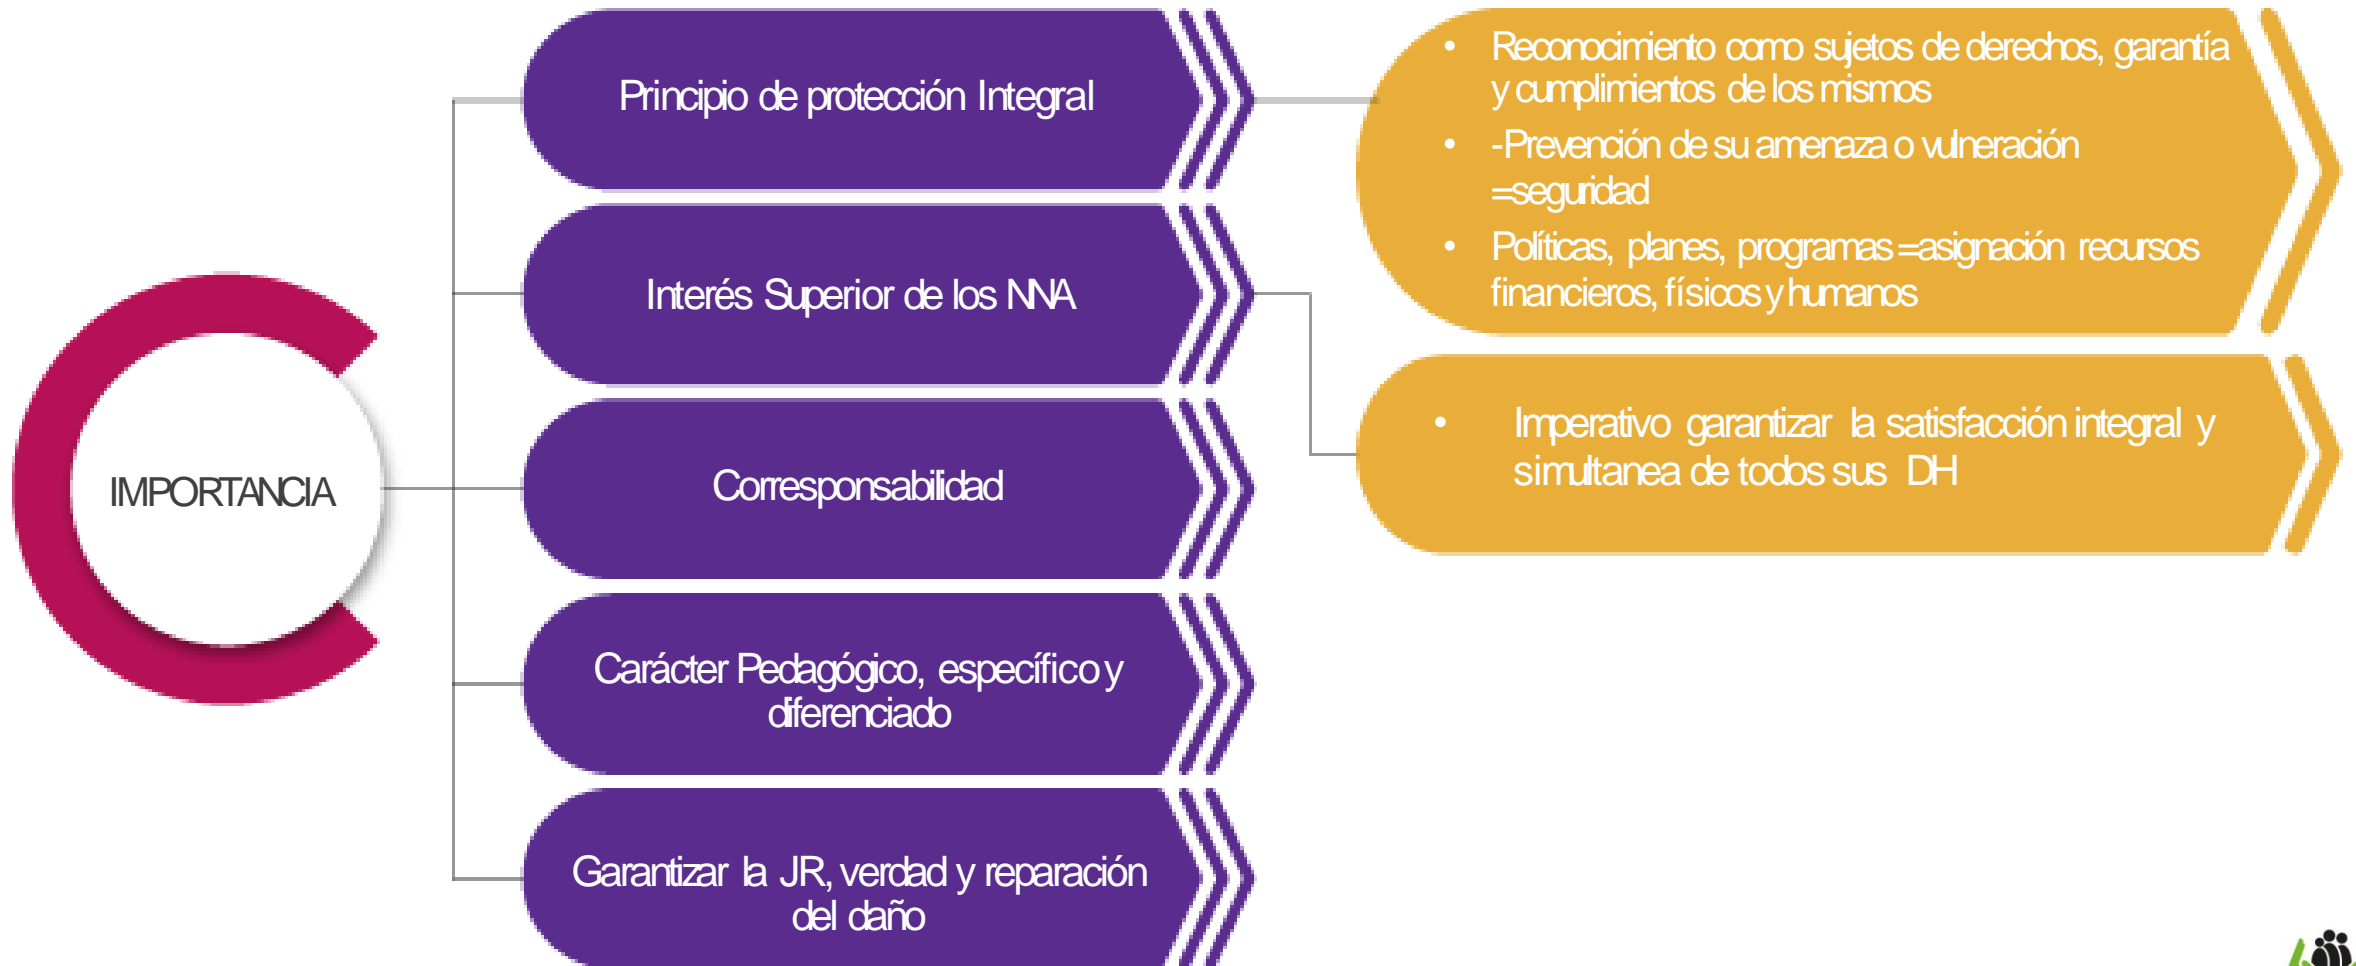 IMPORTANCIA
Principio de protección Integral
• Reconocimiento como sujetos de derechos, garantía
y cumplimientos de los mismos
• -Prevención de su amenaza o vulneración
=seguridad
• Políticas, planes, programas=asignación recursos
financieros, físicos y humanos
Interés Superior de los NNA
• Imperativo garantizar la satisfacción integral y
simultanea de todos sus DH
Corresponsabilidad
Carácter Pedagógico, específico y
diferenciado
Garantizar la JR, verdad y reparación
del daño